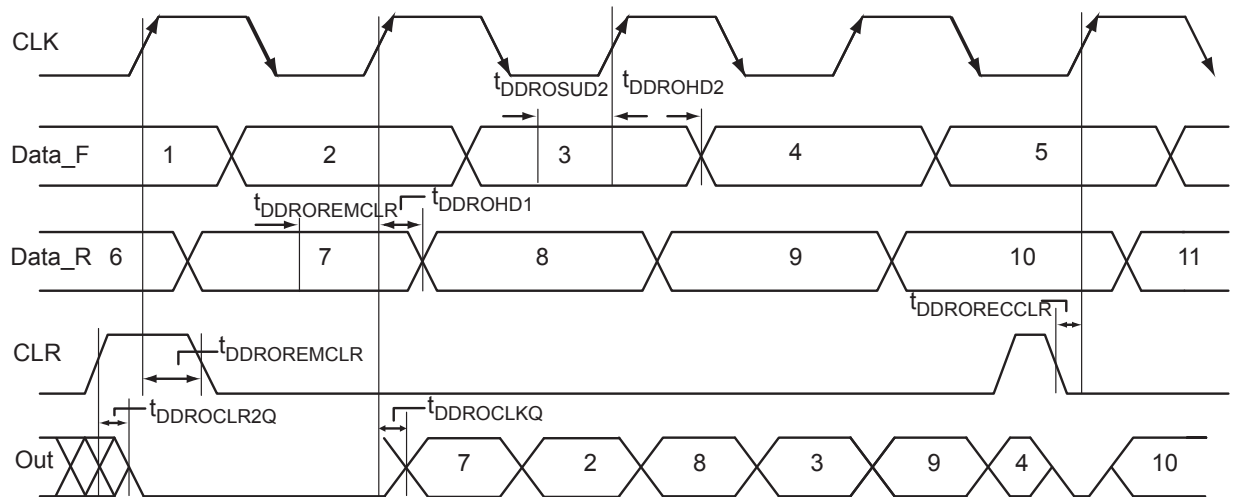 CLK
tDDROSUD2 tDDROHD2
Data_F 1 2 3 4 5
tDDROREMCLR tDDROHD1
Data_R 6 7 8 9 10 11
tDDRORECCLR
CLR tDDROREMCLR
tDDROCLR2Q tDDROCLKQ
Out 7 2 8 3 9 4 10